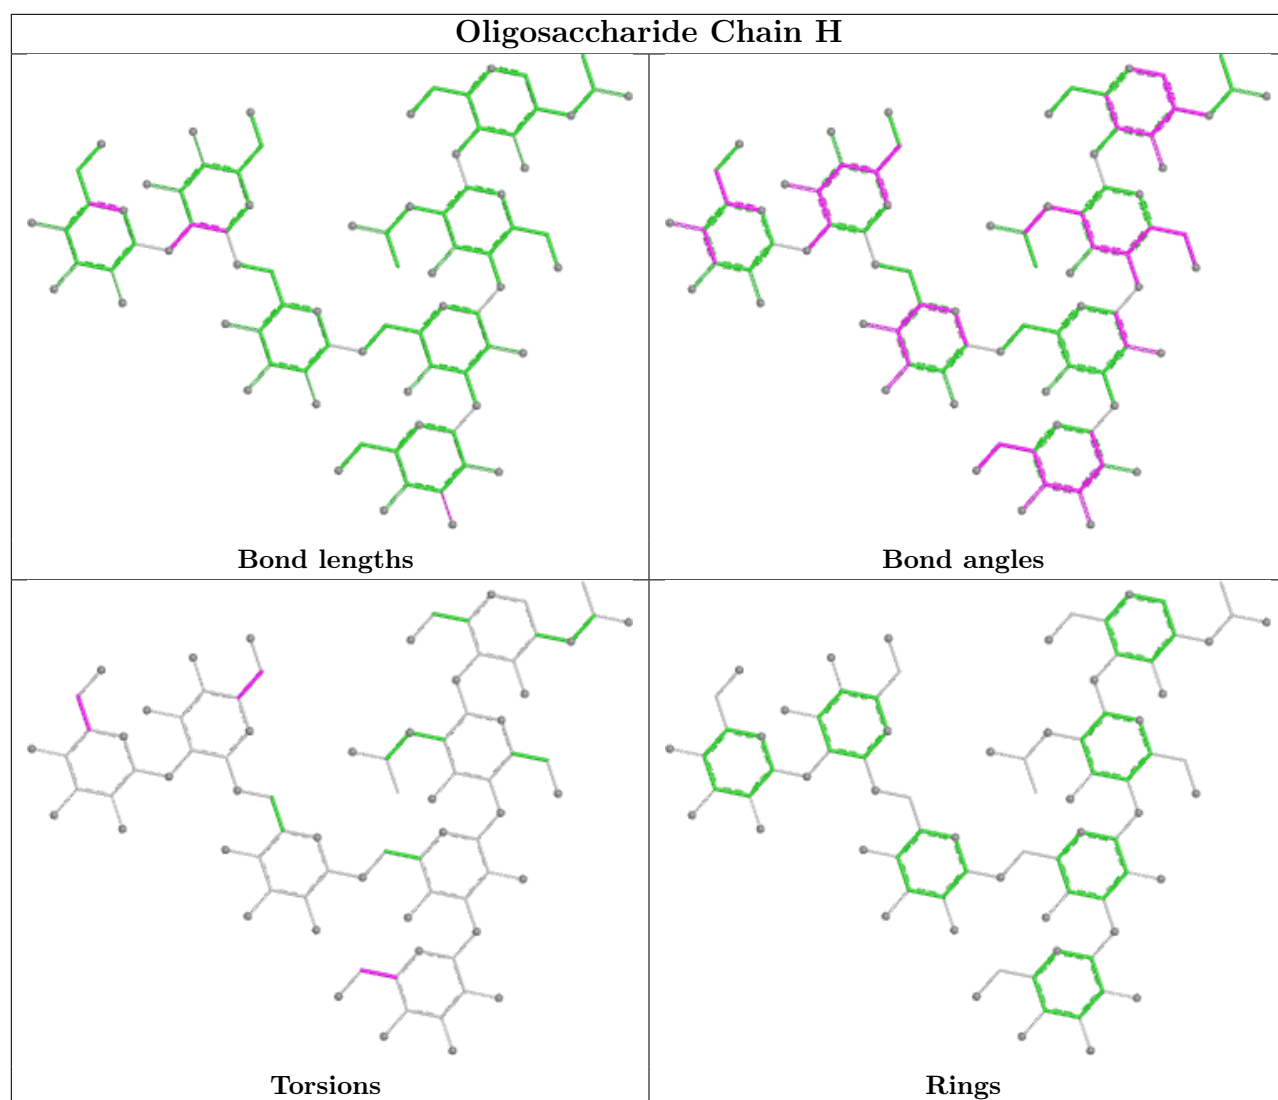 Oligosaccharide Chain H
Bond lengths
Bond angles
Torsions
Rings